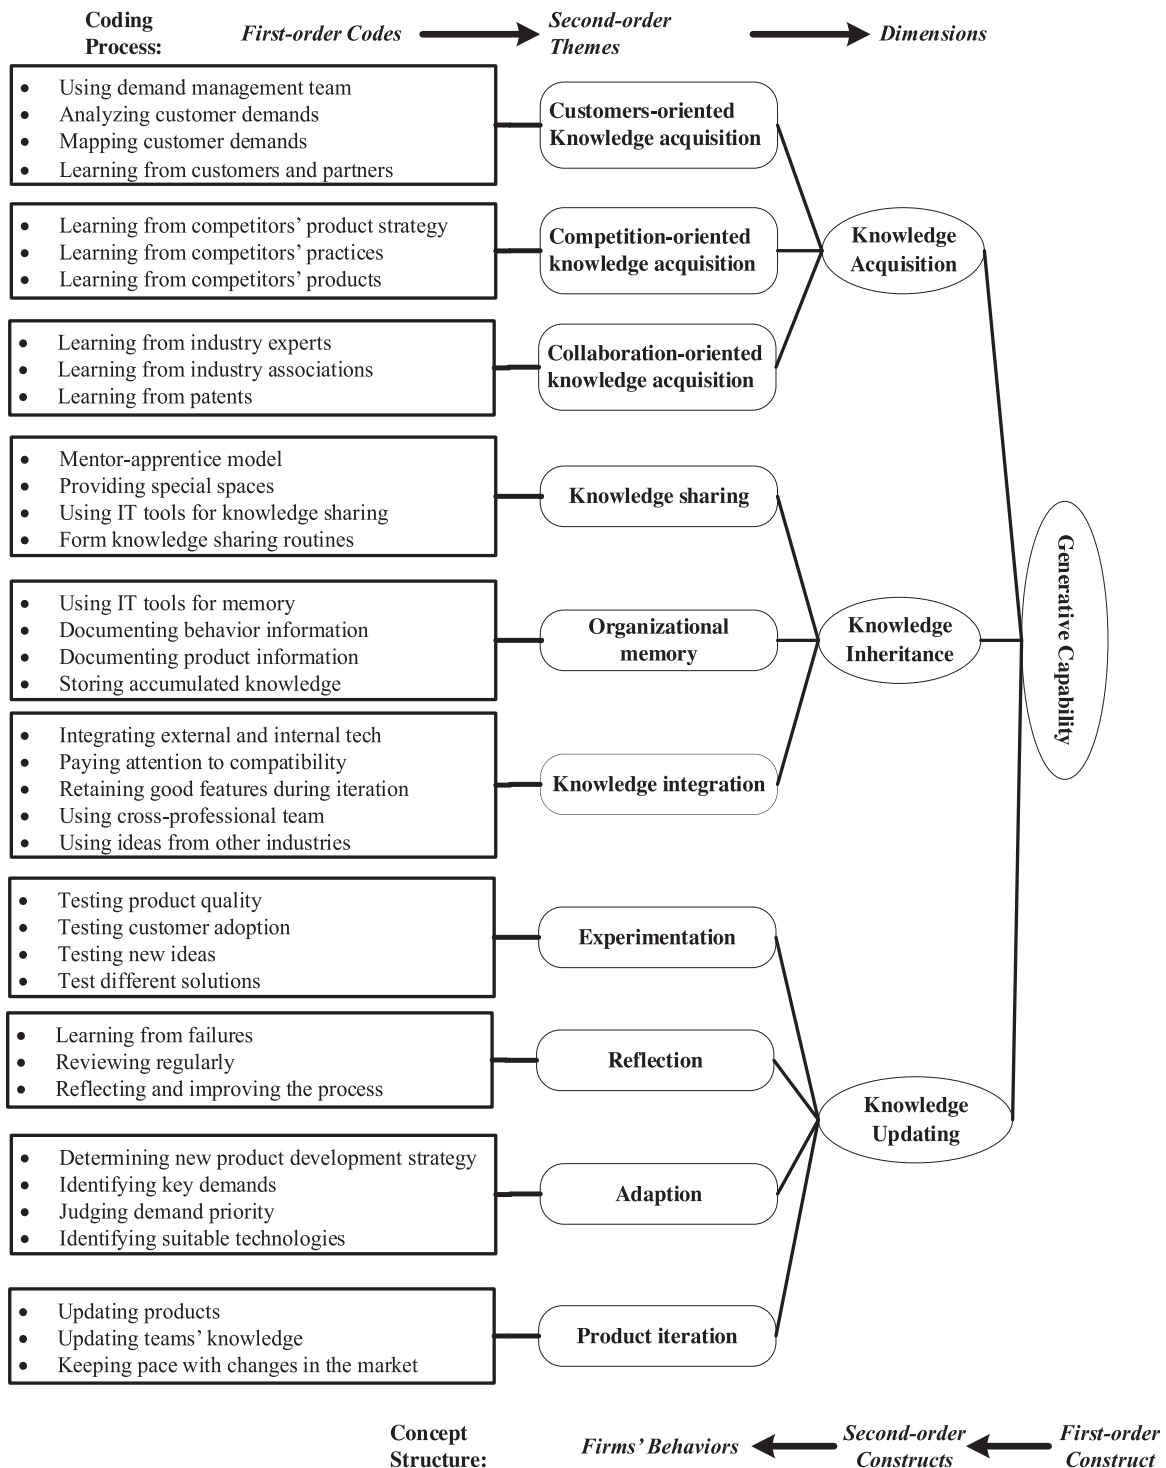 Coding
Process:
First-order Codes
Second-order
Themes
Dimensions
• Using demand management team
• Analyzing customer demands
• Mapping customer demands
• Learning from customers and partners
Customers-oriented
Knowledge acquisition
• Learning from competitors’ product strategy
• Learning from competitors’ practices
• Learning from competitors’ products
Competition-oriented
knowledge acquisition
Knowledge
Acquisition
• Learning from industry experts
• Learning from industry associations
• Learning from patents
Collaboration-oriented
knowledge acquisition
• Mentor-apprentice model
• Providing special spaces
• Using IT tools for knowledge sharing
• Form knowledge sharing routines
Knowledge sharing
• Using IT tools for memory
• Documenting behavior information
• Documenting product information
• Storing accumulated knowledge
Organizational
memory
Knowledge
Inheritance
Generative Capability
• Integrating external and internal tech
• Paying attention to compatibility
• Retaining good features during iteration
• Using cross-professional team
• Using ideas from other industries
Knowledge integration
• Testing product quality
• Testing customer adoption
• Testing new ideas
• Test different solutions
Experimentation
• Learning from failures
• Reviewing regularly
• Reflecting and improving the process
Reflection
Knowledge
Updating
• Determining new product development strategy
• Identifying key demands
• Judging demand priority
• Identifying suitable technologies
Adaption
• Updating products
• Updating teams’ knowledge
• Keeping pace with changes in the market
Product iteration
Concept
Structure:
Firms’ Behaviors
Second-order
Constructs
First-order
Construct